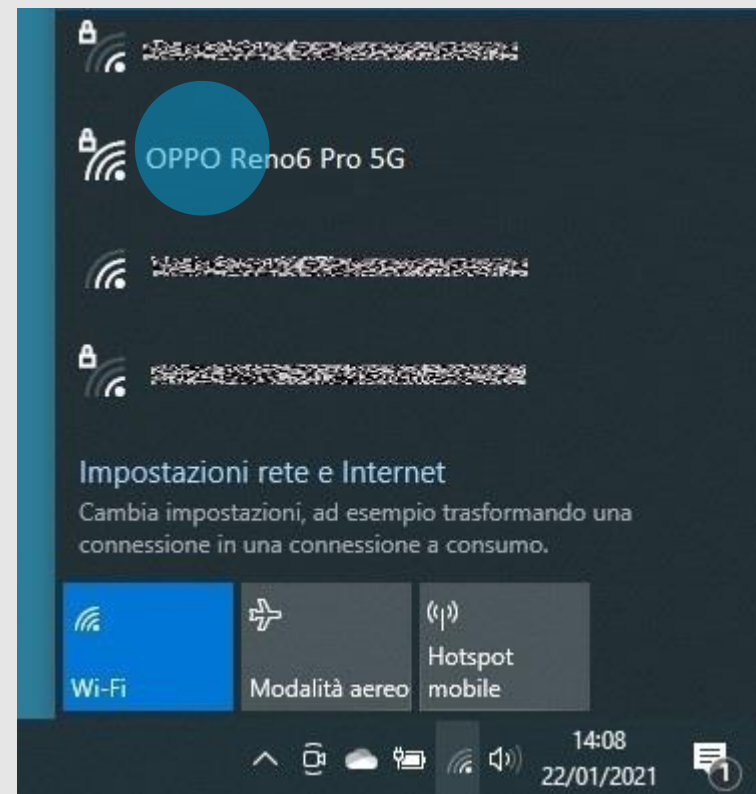 OPPO Reno6 Pro 5G
Impostazioni rete e Internet
Cambia impostazioni, ad esempio trasformando una
connessione in una connessione a consumo.
Wi-Fi
Modalità aereo
Hotspot
mobile
14:08
22/01/2021
1